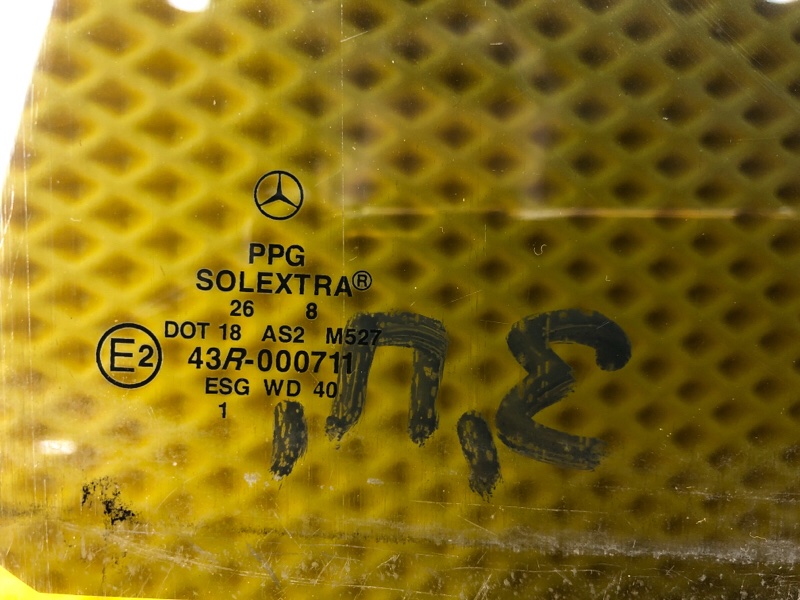 PPG
SOLEXTRA®
26 8
DOT 18 AS2 M527
E2 43R-000711
ESG WD 40
1